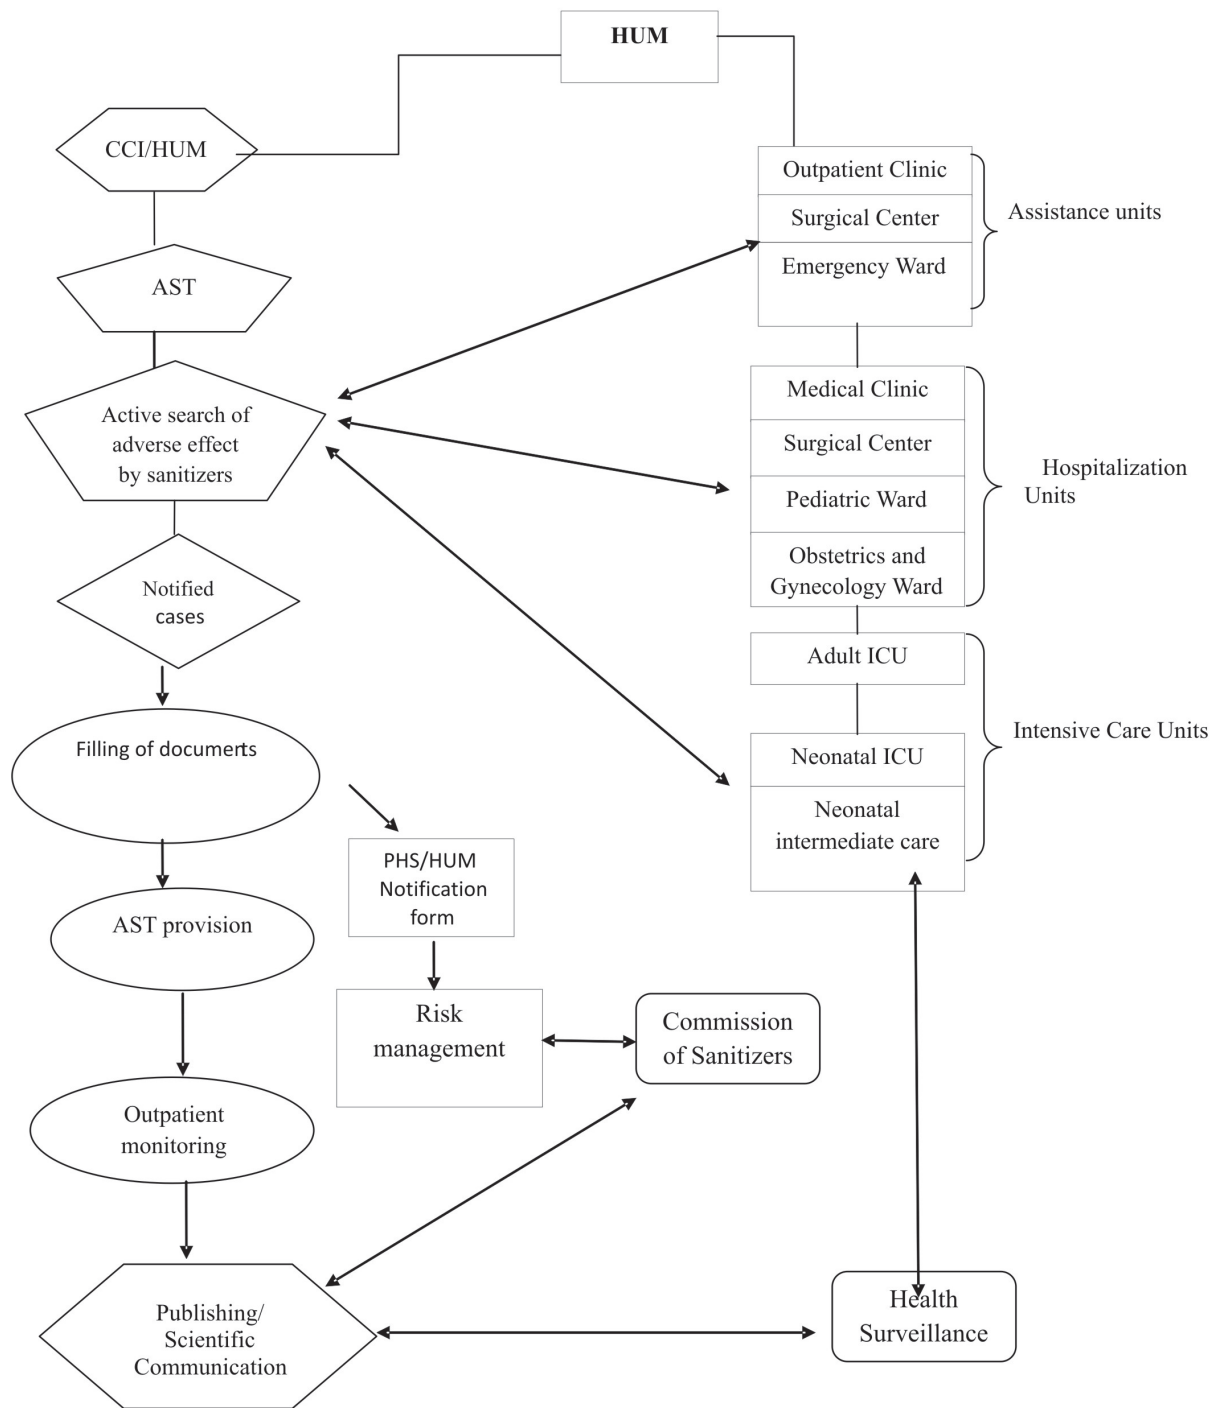 HUM
CCI/HUM
AST
Active search of
adverse effect
by sanitizers
Notified
cases
Filling of documerts
AST provision
Outpatient
monitoring
Publishing/
Scientific
Communication
PHS/HUM
Notification
form
Risk
management
Commission
of Sanitizers
Health
Surveillance
Outpatient Clinic
Surgical Center
Emergency Ward
Assistance units
Medical Clinic
Surgical Center
Pediatric Ward
Obstetrics and
Gynecology Ward
Hospitalization
Units
Adult ICU
Neonatal ICU
Neonatal
intermediate care
Intensive Care Units